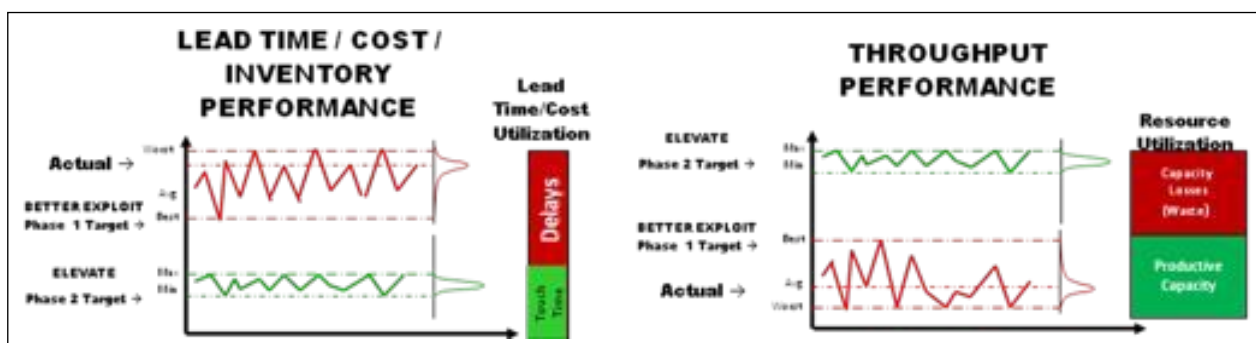 LEAD TIME / COST /
INVENTORY
PERFORMANCE
Lead
Time/Cost
Utilization
Worst
Actual →
Avg
BETTER EXPLOIT
Phase 1 Target →
Best
ELEVATE
Max
Min
Phase 2 Target →
Delays
Touch
Time
THROUGHPUT
PERFORMANCE
Resource
Utilization
ELEVATE
Max
Phase 2 Target →
Min
BETTER EXPLOIT
Phase 1 Target →
Best
Avg
Actual →
Worst
Capacity
Losses
(Waste)
Productive
Capacity